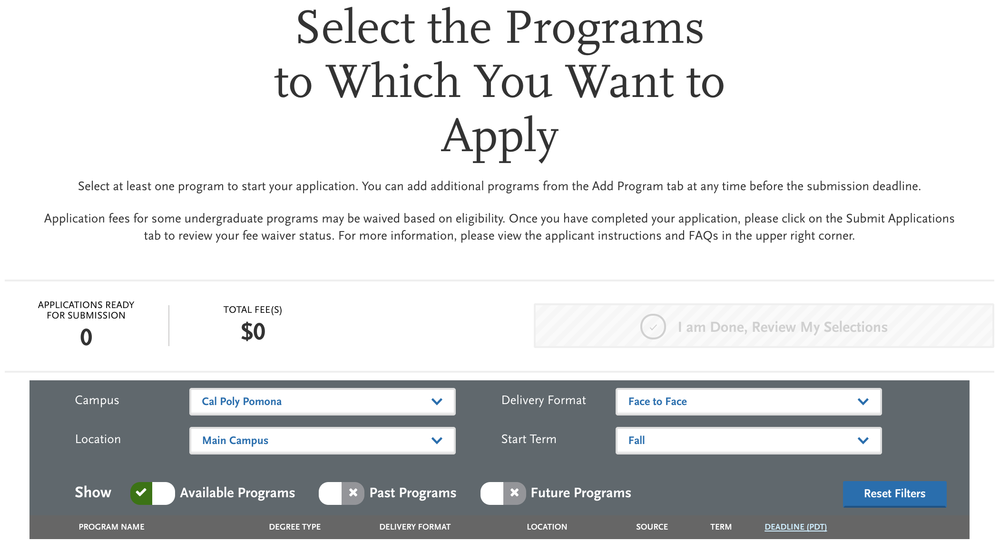 Select the Programs
to Which You Want to
Apply
Select at least one program to start your application. You can add additional programs from the Add Program tab at any time before the submission deadline.
Application fees for some undergraduate programs may be waived based on eligibility. Once you have completed your application, please click on the Submit Applications
tab to review your fee waiver status. For more information, please view the applicant instructions and FAQs in the upper right corner.
APPLICATIONS READY
FOR SUBMISSION
0
TOTAL FEE(S)
$0
I am Done, Review My Selections
Campus
Cal Poly Pomona
Delivery Format
Face to Face
Location
Main Campus
Start Term
Fall
Show
Available Programs
Past Programs
Future Programs
Reset Filters
PROGRAM NAME
DEGREE TYPE
DELIVERY FORMAT
LOCATION
SOURCE
TERM
DEADLINE (PDT)